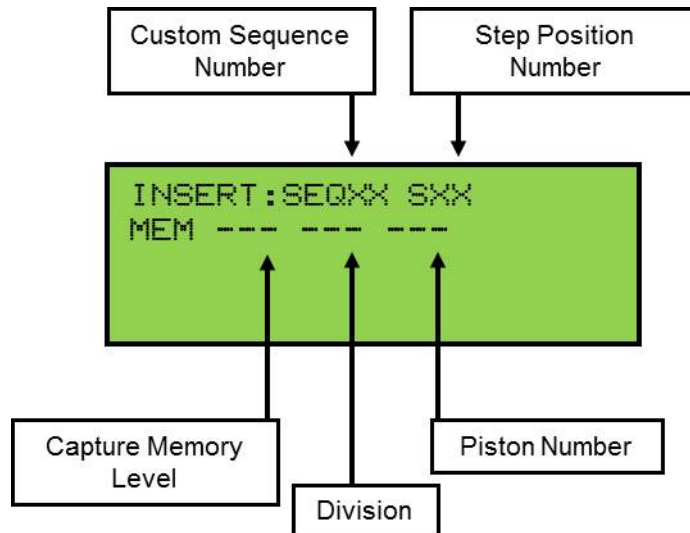 Custom Sequence
Number
Step Position
Number
INSERT:SEQXX SXX
MEM --- --- ---
Capture Memory
Level
Division
Piston Number